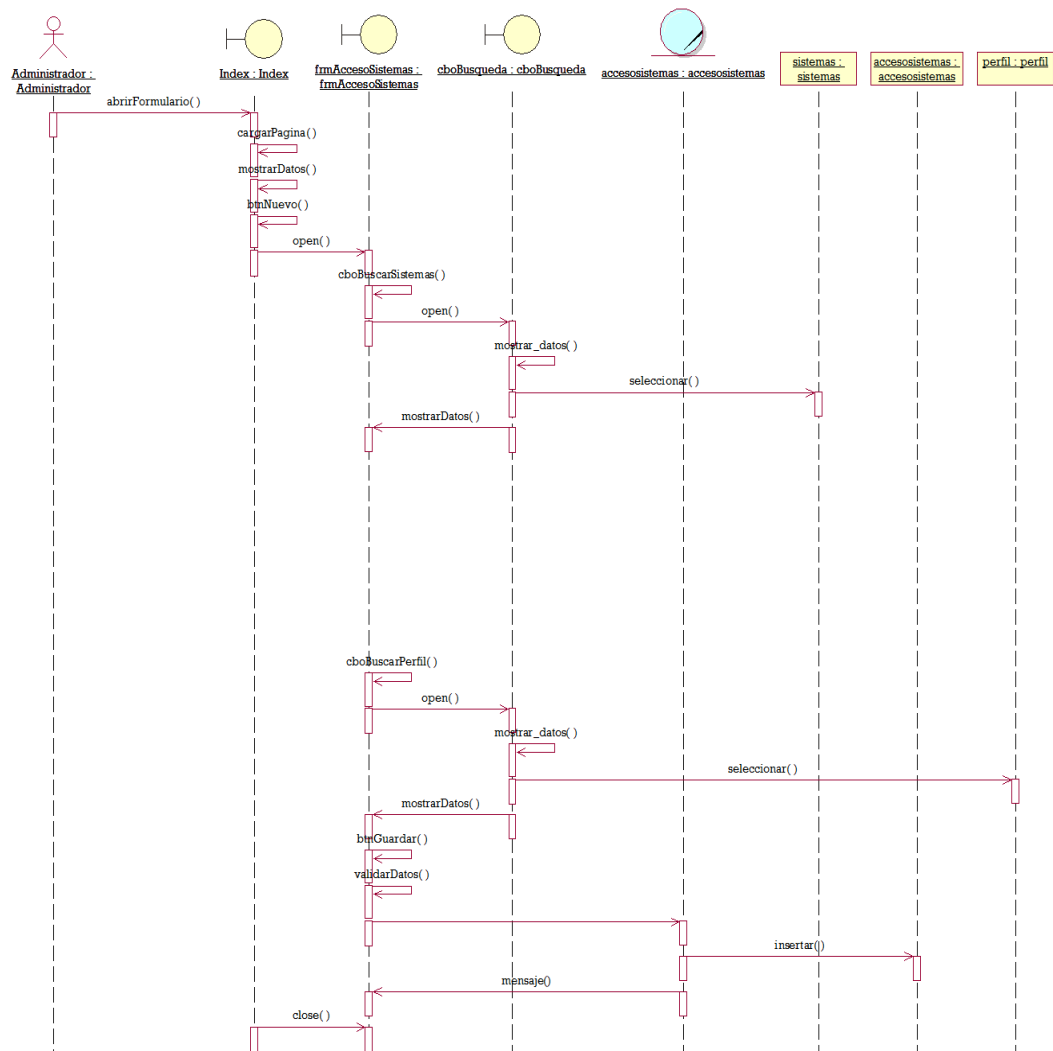 Administrador :
Administrador
Index : Index
frmAccesoSistemas :
frmAccesoSistemas
cboBusqueda : cboBusqueda
accesosistemas : accesosistemas
sistemas :
sistemas
accesosistemas :
accesosistemas
perfil : perfil
abrirFormulario( )
cargarPagina( )
mostrarDatos( )
btnNuevo( )
open( )
cboBuscarSistemas( )
open( )
mostrar_datos( )
seleccionar( )
mostrarDatos( )
cboBuscarPerfil( )
open( )
mostrar_datos( )
seleccionar( )
mostrarDatos( )
btnGuardar( )
validarDatos( )
insertar( )
mensaje()
close( )